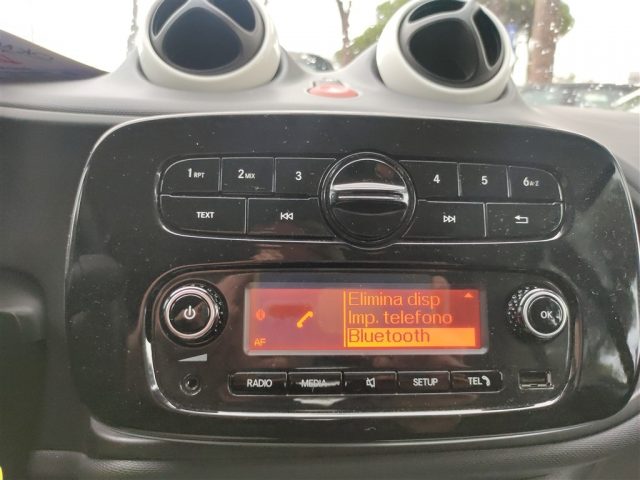 1 RPT 2 MIX 3 4 5 6 A-Z
TEXT
Elimina disp
Imp. telefono
AF Bluetooth
OK
RADIO MEDIA SETUP TEL